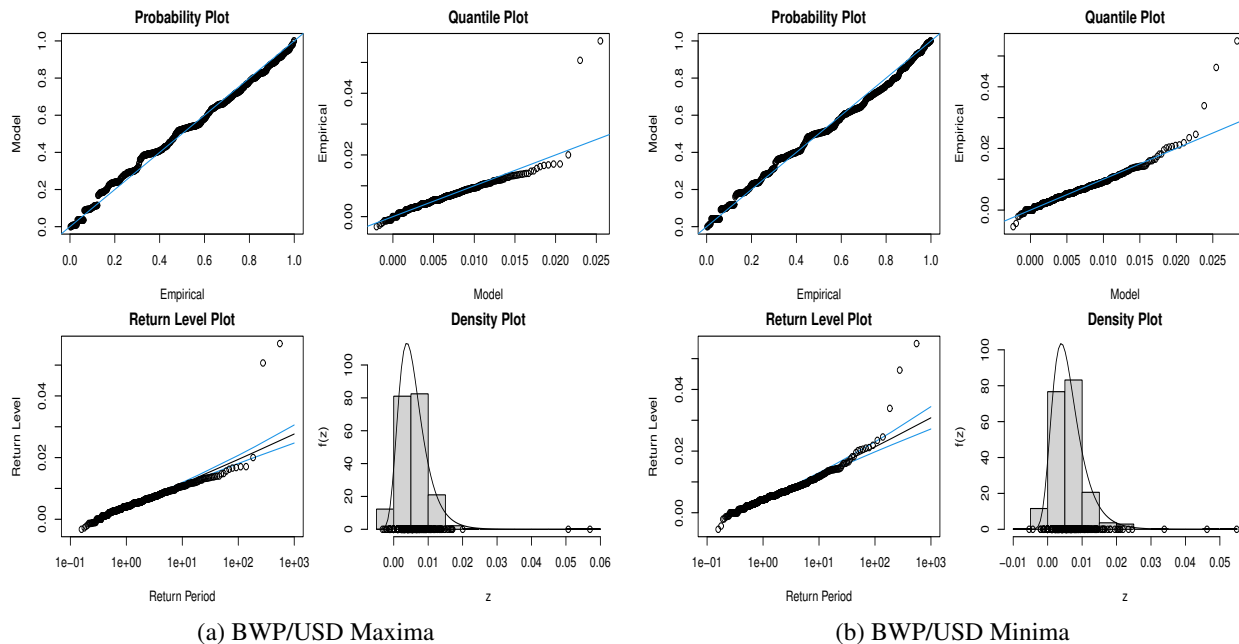 Probability Plot
Model
0.0 0.2 0.4 0.6 0.8 1.0
0.0 0.2 0.4 0.6 0.8 1.0
Empirical
Quantile Plot
Empirical
0.00 0.02 0.04
0.000 0.005 0.010 0.015 0.020 0.025
Model
Return Level Plot
Return Level
0.00 0.02 0.04
1e−01 1e+00 1e+01 1e+02 1e+03
Return Period
Density Plot
f(z)
0 20 40 60 80 100
0.00 0.01 0.02 0.03 0.04 0.05 0.06
z
(a) BWP/USD Maxima
Probability Plot
Model
0.0 0.2 0.4 0.6 0.8 1.0
0.0 0.2 0.4 0.6 0.8 1.0
Empirical
Quantile Plot
Empirical
0.00 0.02 0.04
0.000 0.005 0.010 0.015 0.020 0.025
Model
Return Level Plot
Return Level
0.00 0.02 0.04
1e−01 1e+00 1e+01 1e+02 1e+03
Return Period
Density Plot
f(z)
0 20 40 60 80 100
−0.01 0.00 0.01 0.02 0.03 0.04 0.05
z
(b) BWP/USD Minima